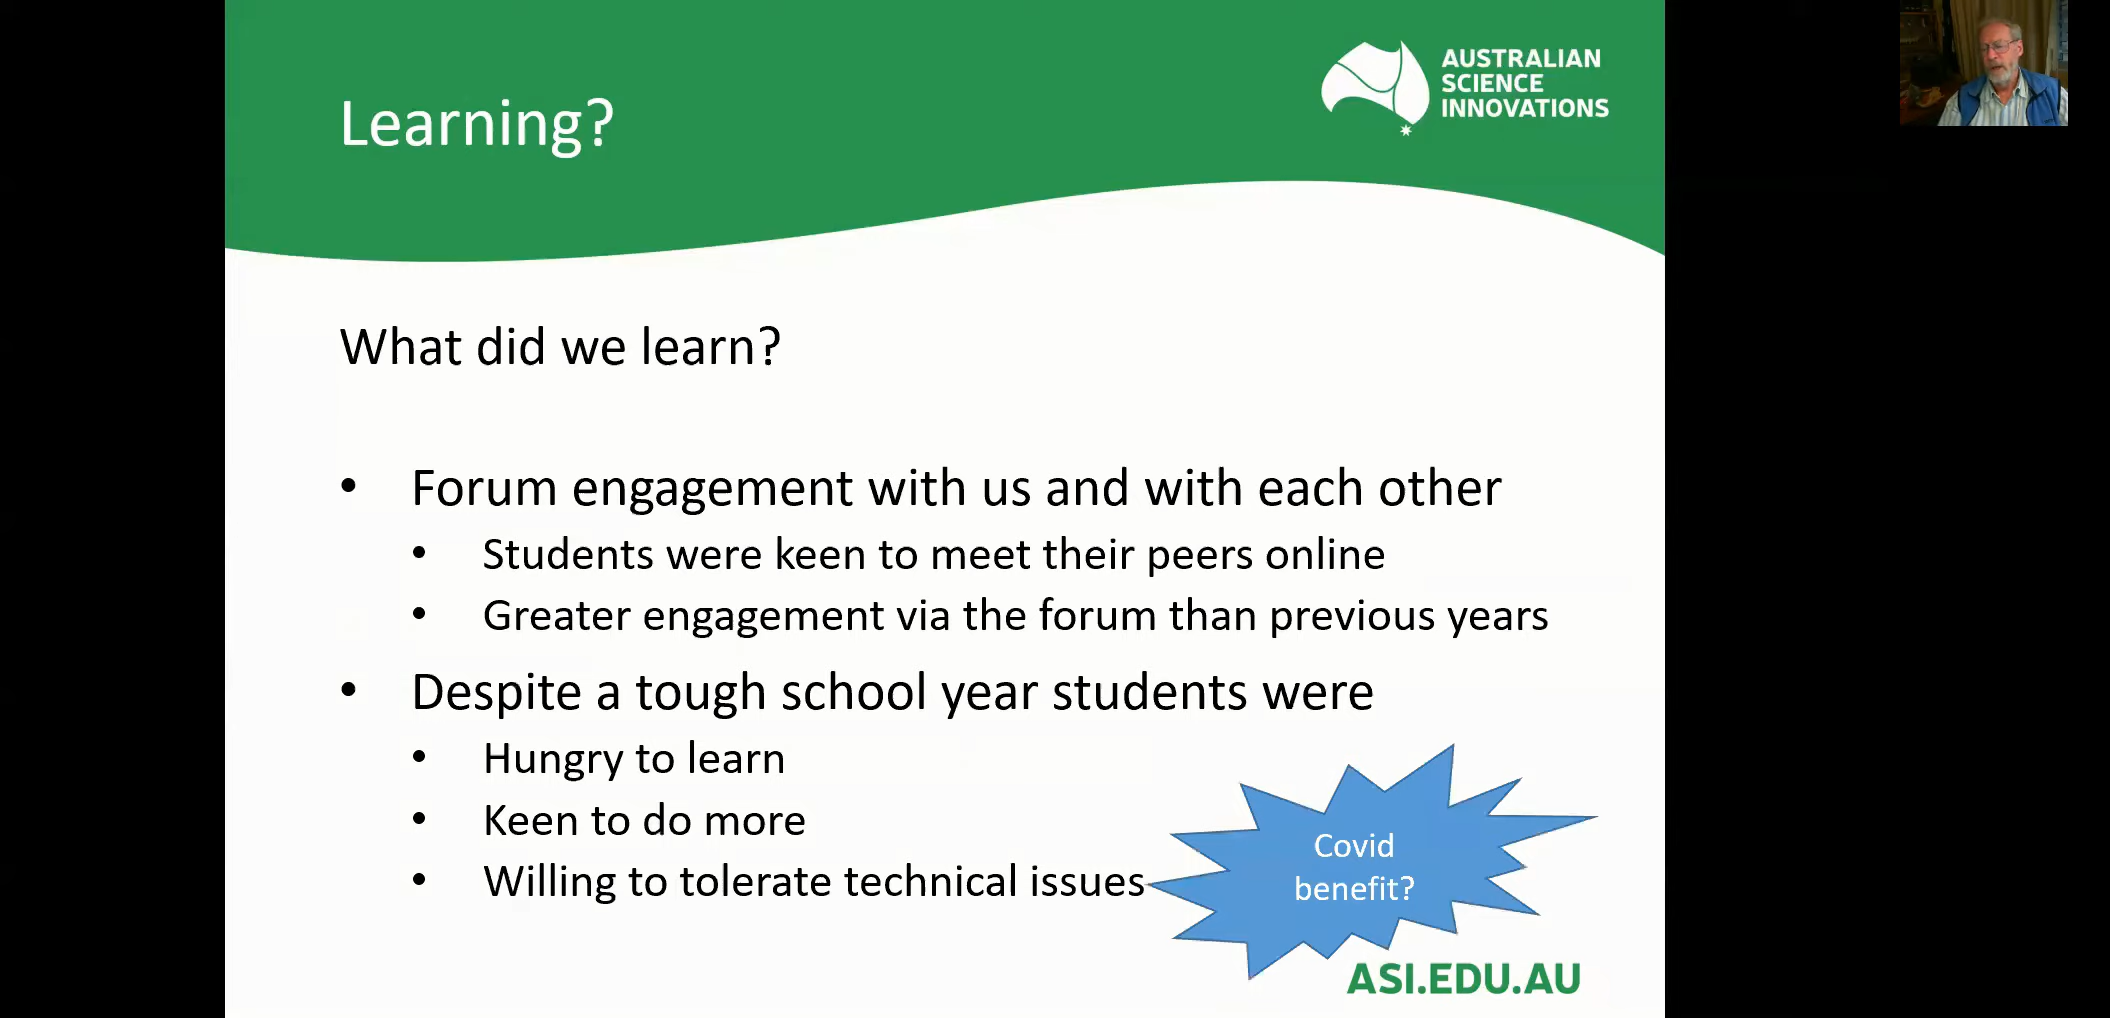 Learning?
AUSTRALIAN
SCIENCE
INNOVATIONS
What did we learn?
• Forum engagement with us and with each other
• Students were keen to meet their peers online
• Greater engagement via the forum than previous years
• Despite a tough school year students were
• Hungry to learn
• Keen to do more
• Willing to tolerate technical issues
Covid
benefit?
ASI.EDU.AU